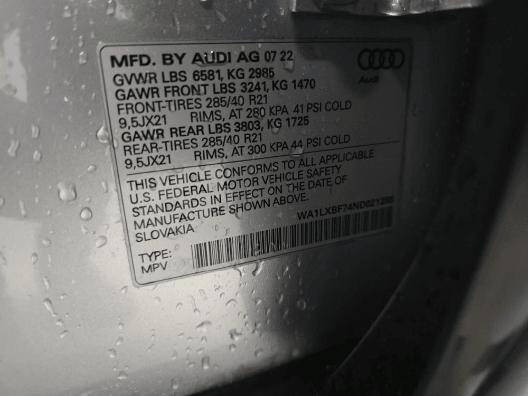 MFD. BY AUDI AG 07 22
GVWR LBS 6581, KG 2985
GAWR FRONT LBS 3241, KG 1470
FRONT-TIRES 285/40 R21
9,5JX21 RIMS, AT 280 KPA 41 PSI COLD
GAWR REAR LBS 3803, KG 1725
REAR-TIRES 285/40 R21
9,5JX21 RIMS, AT 300 KPA 44 PSI COLD
Audi
THIS VEHICLE CONFORMS TO ALL APPLICABLE
U.S. FEDERAL MOTOR VEHICLE SAFETY
STANDARDS IN EFFECT ON THE DATE OF
MANUFACTURE SHOWN ABOVE.
SLOVAKIA
TYPE:
MPV